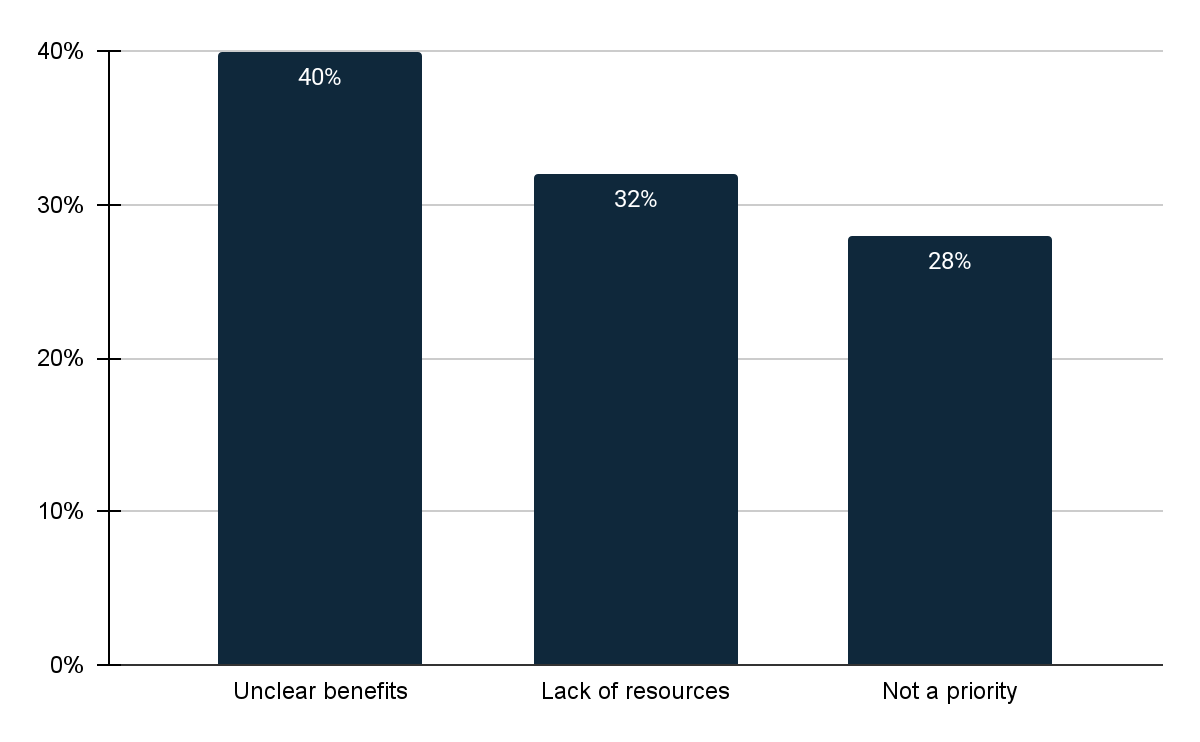 40%
30%
20%
10%
0%
40%
32%
28%
Unclear benefits
Lack of resources
Not a priority